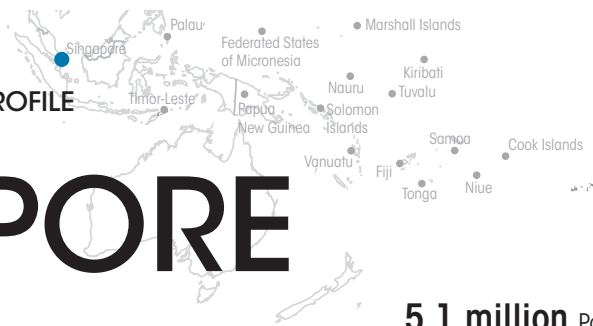 Palau
Marshall Islands
Singapore
Federated States
of Micronesia
Kiribati
Nauru
Tuvalu
ROFILE
Timor-Leste
Papua
New Guinea
Solomon
Islands
Samoa
Cook Islands
Vanuatu
Fiji
Tonga
Niue
PORE
5.1 million